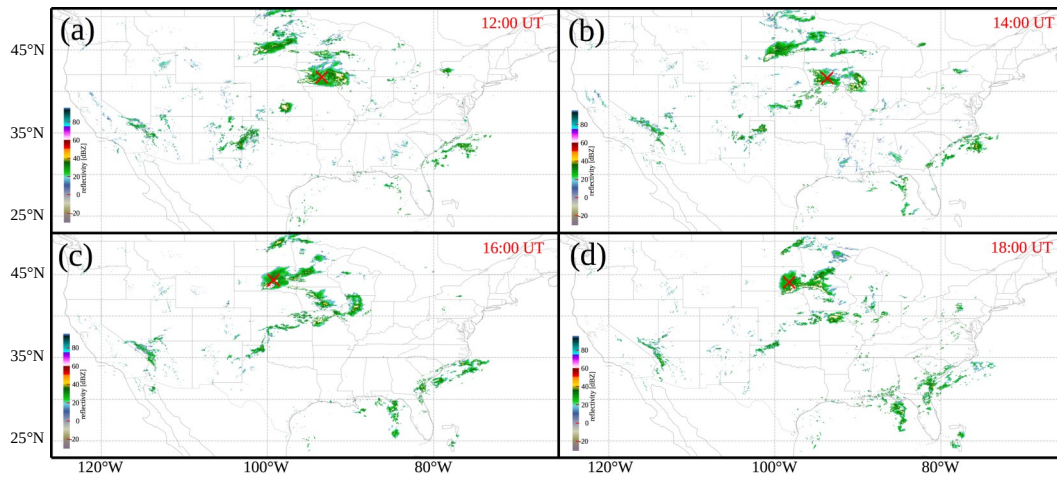 (a)
12:00 UT
45°N
35°N
25°N
80
60
40
20
0
-20
reflectivity [dBZ]
(b)
14:00 UT
80
60
40
20
0
-20
reflectivity [dBZ]
(c)
16:00 UT
45°N
35°N
25°N
80
60
40
20
0
-20
reflectivity [dBZ]
120°W 100°W 80°W
(d)
18:00 UT
80
60
40
20
0
-20
reflectivity [dBZ]
120°W 100°W 80°W